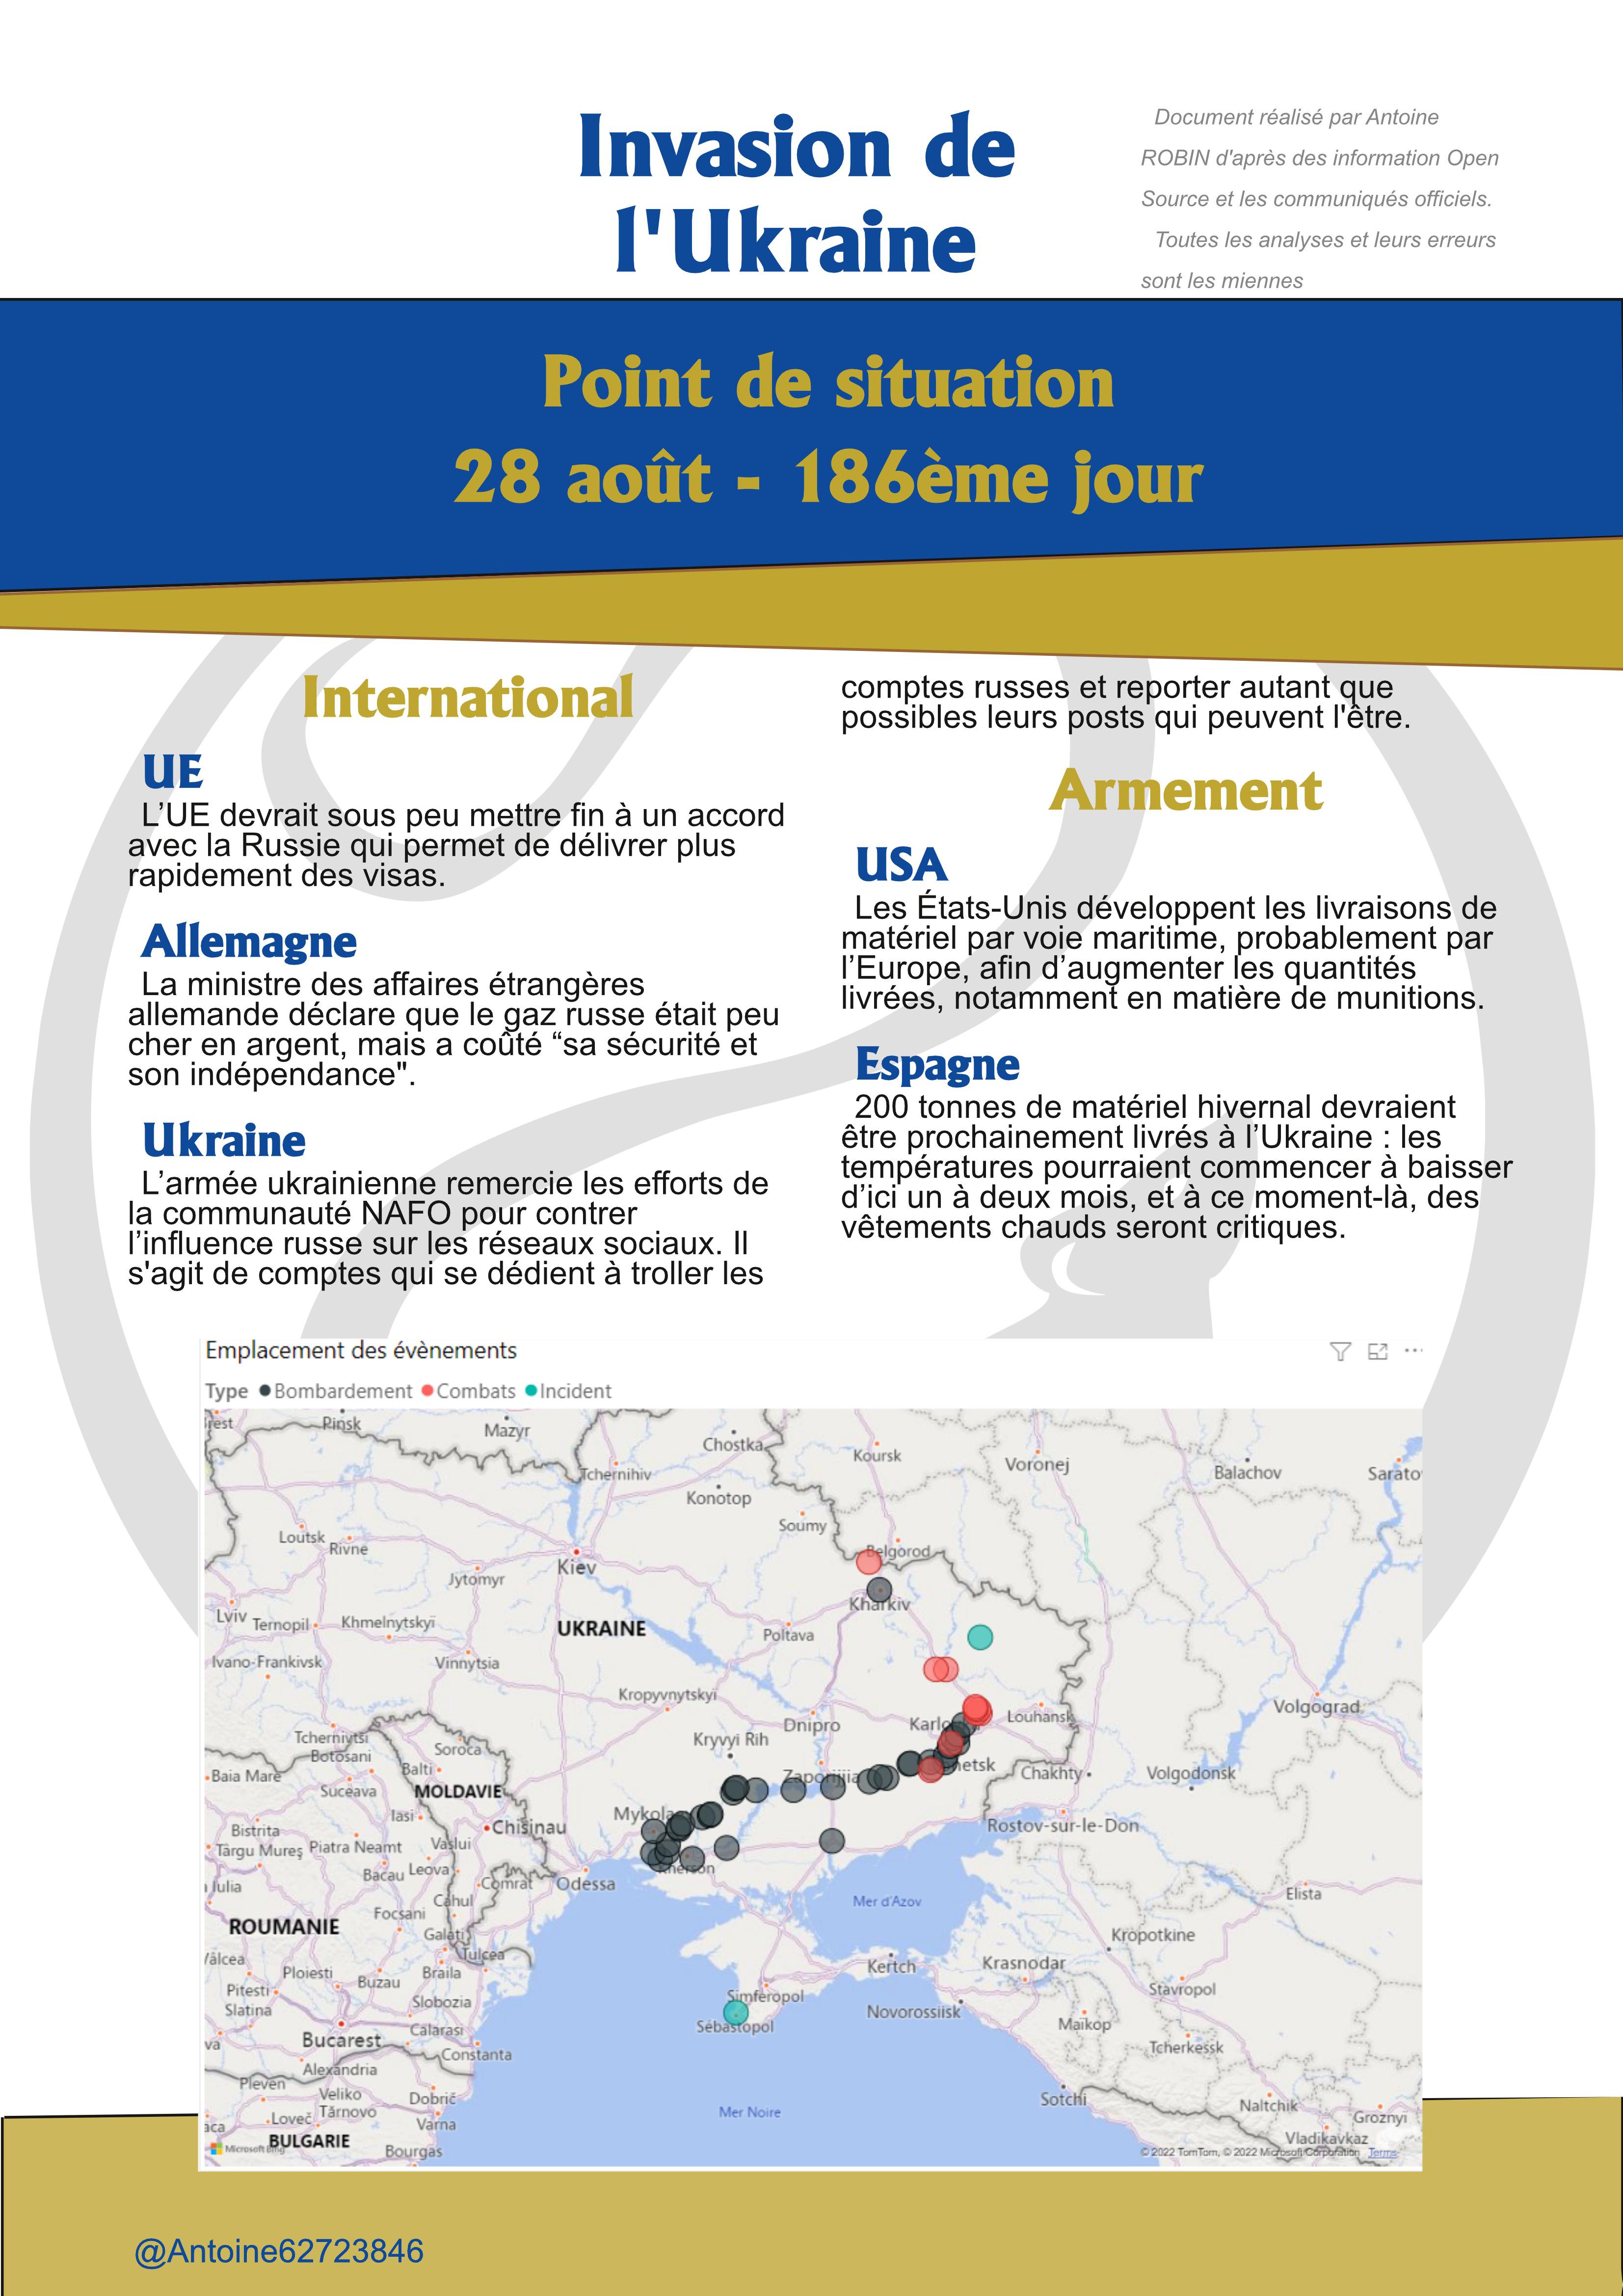 Invasion de
l'Ukraine
Document réalisé par Antoine
ROBIN d'après des information Open
Source et les communiqués officiels.
Toutes les analyses et leurs erreurs
sont les miennes
Point de situation
28 août - 186ème jour
International
UE
L’UE devrait sous peu mettre fin à un accord
avec la Russie qui permet de délivrer plus
rapidement des visas.
Allemagne
La ministre des affaires étrangères
allemande déclare que le gaz russe était peu
cher en argent, mais a coûté “sa sécurité et
son indépendance".
Ukraine
L’armée ukrainienne remercie les efforts de
la communauté NAFO pour contrer
l’influence russe sur les réseaux sociaux. Il
s'agit de comptes qui se dédient à troller les
comptes russes et reporter autant que
possibles leurs posts qui peuvent l'être.
Armement
USA
Les États-Unis développent les livraisons de
matériel par voie maritime, probablement par
l’Europe, afin d’augmenter les quantités
livrées, notamment en matière de munitions.
Espagne
200 tonnes de matériel hivernal devraient
être prochainement livrés à l’Ukraine : les
températures pourraient commencer à baisser
d’ici un à deux mois, et à ce moment-là, des
vêtements chauds seront critiques.
Emplacement des évènements
Type Bombardement Combats Incident
Pinsk
Mazyr
Chostka
Koursk
Voronej
Balachov
Tchernihiv
Konotop
Soumy
Loutsk
Rivne
Kiev
Jytomyr
Belgorod
Kharkiv
Lviv
Ternopil
Khmelnytskyï
UKRAINE
Poltava
Ivano-Frankivsk
Vinnytsia
Kropyvnytskyï
Dnipro
Louhansk
Volgograd
Tchernivtsi
Botosani
Soroca
Kryvyi Rih
Baia Mare
Suceava
Balti
MOLDAVIE
Zaporijjia
Chakhty
Volgodonsk
Iasi
Chisinau
Bistrita
Târgu Mureș
Piatra Neamt
Vaslui
Bacau
Leova
Comrat
Odessa
Rostov-sur-le-Don
Cahul
Focsani
Mer d'Azov
Elista
ROUMANIE
Galati
Tulcea
Kropotkine
Ploiesti
Buzau
Braila
Kertch
Krasnodar
Pitesti
Slatina
Slobozia
Simferopol
Novorossiisk
Stavropol
Sébastopol
Maïkop
Bucarest
Calarasi
Constanta
Tcherkessk
Alexandria
Pleven
Veliko
Tărnovo
Dobrič
Sotchi
Naltchik
Groznyi
Loveč
Varna
Mer Noire
Vladikavkaz
BULGARIE
Bourgas
Microsoft Bing
© 2022 TomTom, © 2022 Microsoft Corporation Terms
@Antoine62723846